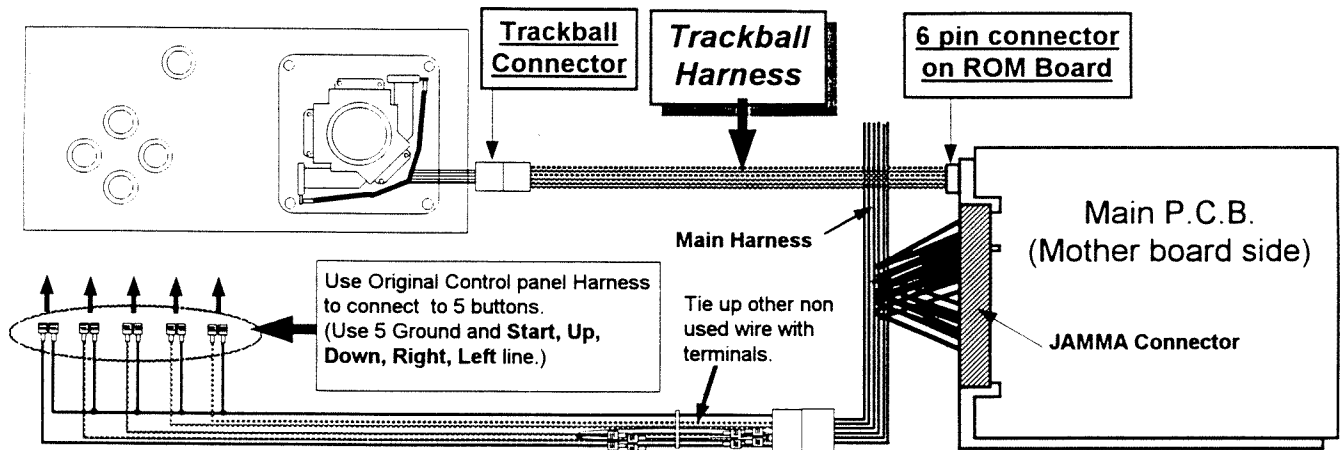 Trackball
Connector
Trackball
Harness
6 pin connector
on ROM Board
Main P.C.B.
(Mother board side)
Main Harness
Use Original Control panel Harness
to connect to 5 buttons.
(Use 5 Ground and Start, Up,
Down, Right, Left line.)
Tie up other non
used wire with
terminals.
JAMMA Connector